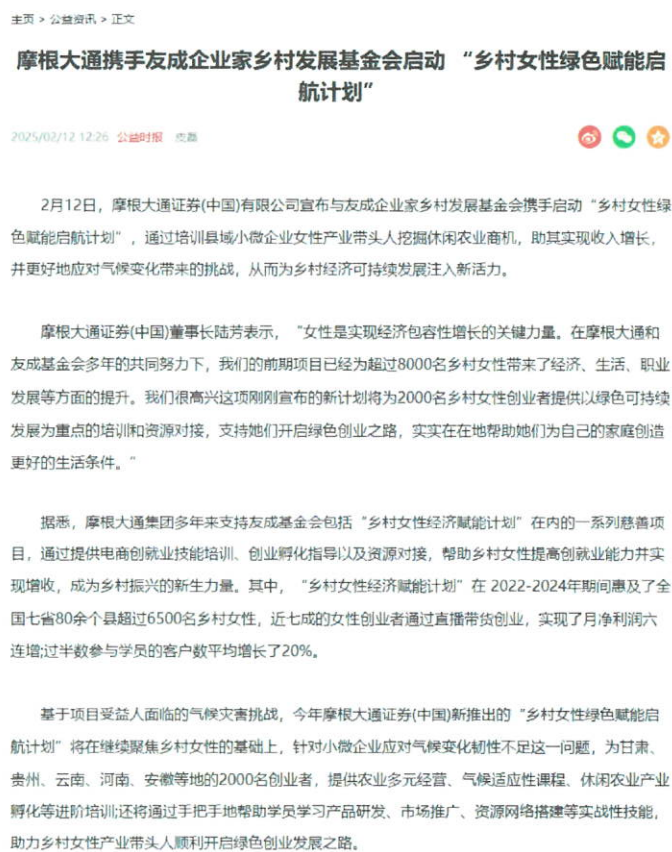 主页 > 公益资讯 > 正文
摩根大通携手友成企业家乡村发展基金会启动 “乡村女性绿色赋能启
航计划”
2025/02/12 12:26 公益时报 皮磊
2月12日，摩根大通证券(中国)有限公司宣布与友成企业家乡村发展基金会携手启动“乡村女性绿
色赋能启航计划”，通过培训县域小微企业女性产业带头人挖掘休闲农业商机，助其实现收入增长，
并更好地应对气候变化带来的挑战，从而为乡村经济可持续发展注入新活力。
摩根大通证券(中国)董事长陆芳表示，“女性是实现经济包容性增长的关键力量。在摩根大通和
友成基金会多年的共同努力下，我们的前期项目已经为超过8000名乡村女性带来了经济、生活、职业
发展等方面的提升。我们很高兴这项刚刚宣布的新计划将为2000名乡村女性创业者提供以绿色可持续
发展为重点的培训和资源对接，支持她们开启绿色创业之路，实实在在地帮助她们为自己的家庭创造
更好的生活条件。”
据悉，摩根大通集团多年来支持友成基金会包括“乡村女性经济赋能计划”在内的一系列慈善项
目，通过提供电商创就业技能培训、创业孵化指导以及资源对接，帮助乡村女性提高创就业能力并实
现增收，成为乡村振兴的新生力量。其中，“乡村女性经济赋能计划”在 2022-2024年期间惠及了全
国七省80余个县超过6500名乡村女性，近七成的女性创业者通过直播带货创业，实现了月净利润六
连增;过半数参与学员的客户数平均增长了20%。
基于项目受益人面临的气候灾害挑战，今年摩根大通证券(中国)新推出的“乡村女性绿色赋能启
航计划”将在继续聚焦乡村女性的基础上，针对小微企业应对气候变化韧性不足这一问题，为甘肃、
贵州、云南、河南、安徽等地的2000名创业者，提供农业多元经营、气候适应性课程、休闲农业产业
孵化等进阶培训;还将通过手把手地帮助学员学习产品研发、市场推广、资源网络搭建等实战性技能，
助力乡村女性产业带头人顺利开启绿色创业发展之路。